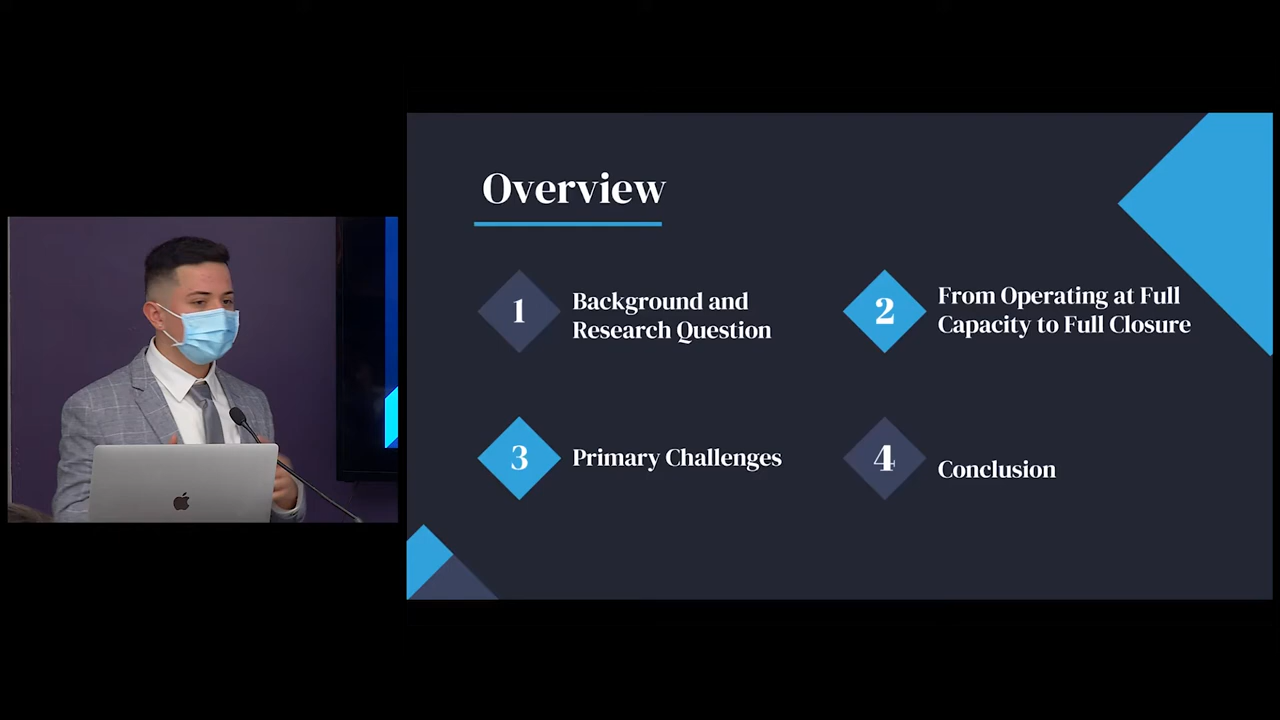 Overview
1
Background and
Research Question
2
From Operating at Full
Capacity to Full Closure
3
Primary Challenges
4
Conclusion